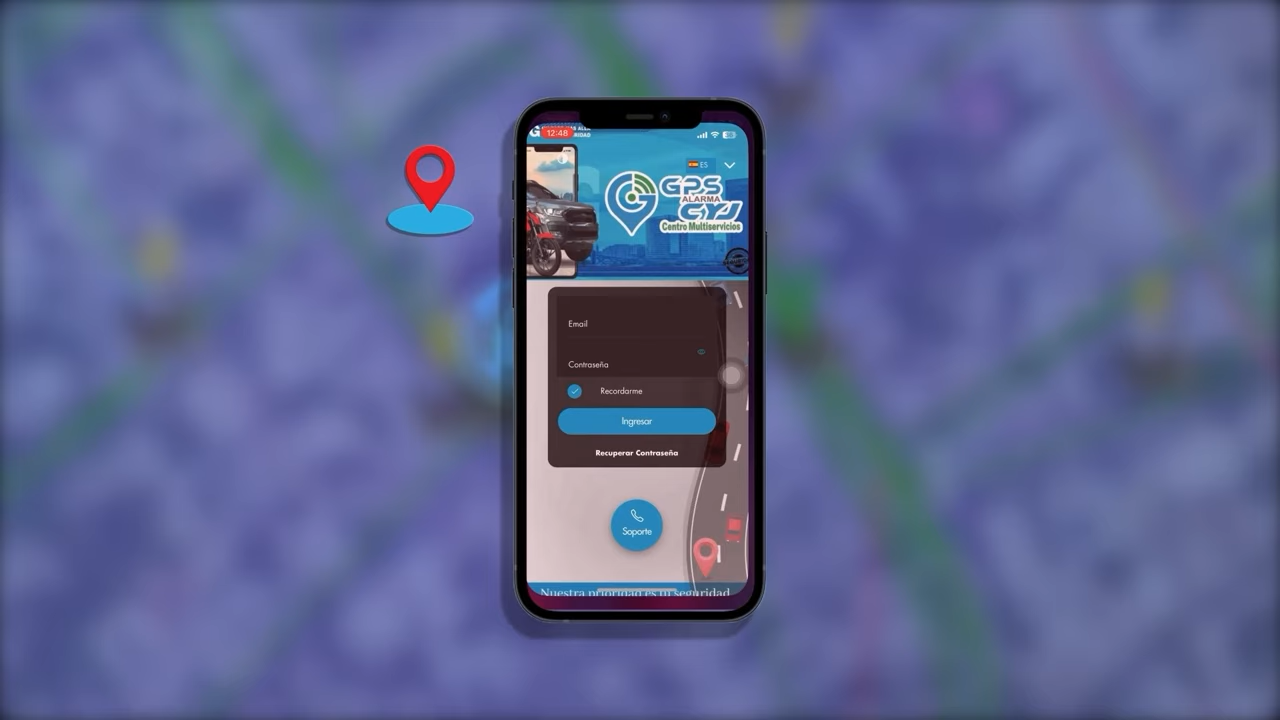 12:48
ES
GPS
ALARMA
CYJ
Centro Multiservicios
Email
Contraseña
Recordarme
Ingresar
Recuperar Contraseña
Soporte
Nuestra prioridad es tu seguridad